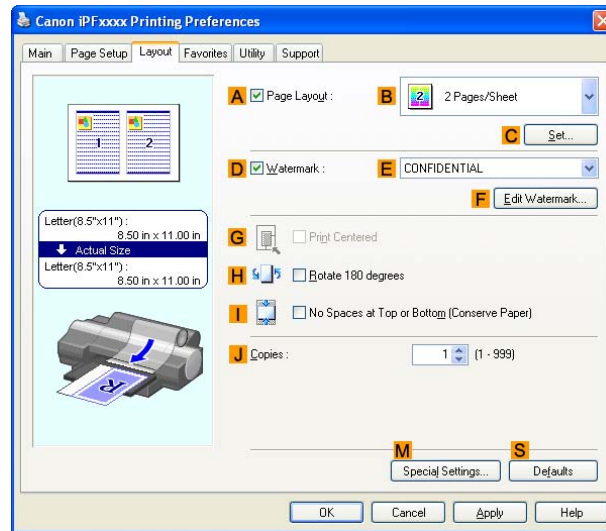 Canon iPFxxxx Printing Preferences
Main Page Setup Layout Favorites Utility Support
A Page Layout : B 2 2 Pages/Sheet
1 2
C Set...
D Watermark : E CONFIDENTIAL
F Edit Watermark...
Letter(8.5"x11") :
8.50 in x 11.00 in
Actual Size
Letter(8.5"x11") :
8.50 in x 11.00 in
G Print Centered
H Rotate 180 degrees
I No Spaces at Top or Bottom (Conserve Paper)
R
J Copies : 1 (1 - 999)
M S
Special Settings... Defaults
OK Cancel Apply Help